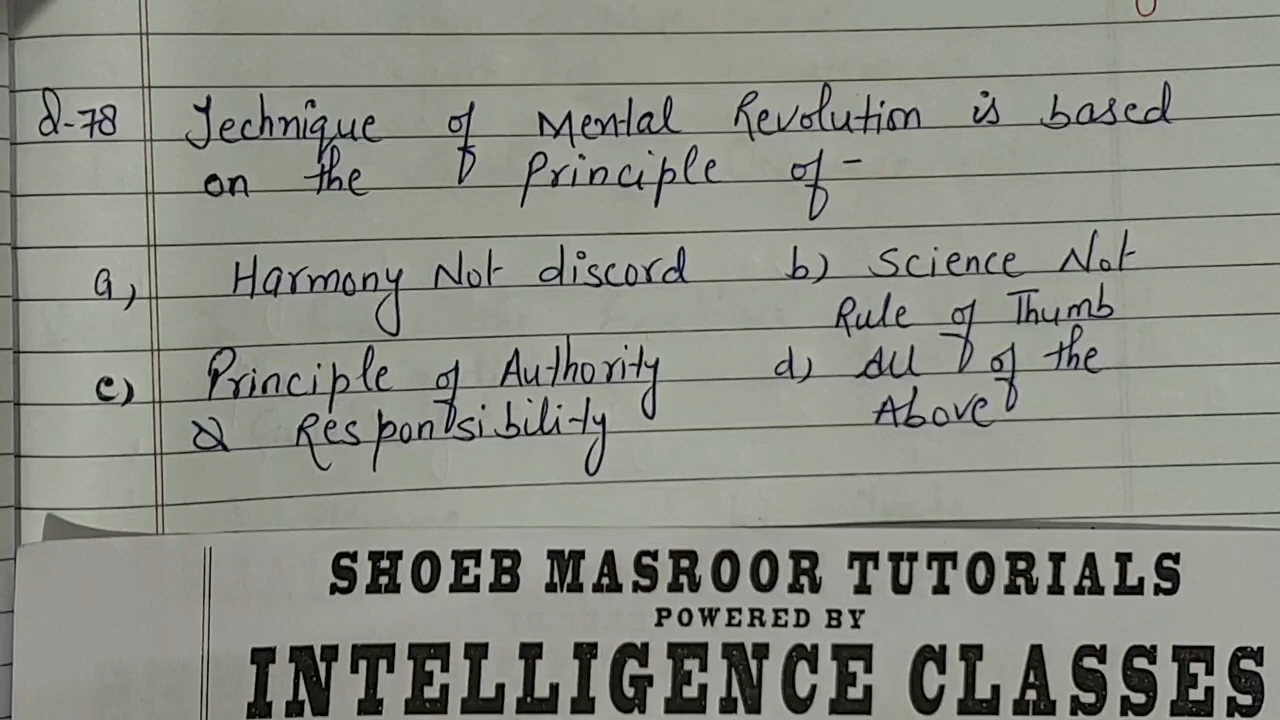 Q-78 Technique of Mental Revolution is based
on the Principle of -
a) Harmony Not discord b) Science Not
Rule of Thumb
c) Principle of Authority d) All of the
& Responsibility Above
SHOEB MASROOR TUTORIALS
POWERED BY
INTELLIGENCE CLASSES